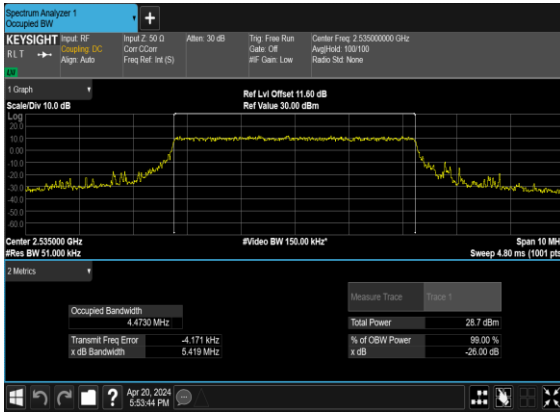 Spectrum Analyzer 1
Occupied BW
+
KEYSIGHT Input: RF Input Z: 50 Ω Atten: 30 dB Trig: Free Run Center Freq: 2.535000000 GHz
RLT Coupling: DC Corr CCorr Gate: Off Avg|Hold: 100/100
Align: Auto Freq Ref: Int (S) #IF Gain: Low Radio Std: None
1 Graph
Ref Lvl Offset 11.60 dB
Scale/Div 10.0 dB Ref Value 30.00 dBm
Log
20.0
10.0
0.00
-10.0
-20.0
-30.0
-40.0
-50.0
-60.0
Center 2.535000 GHz #Video BW 150.00 kHz* Span 10 MH
#Res BW 51.000 kHz Sweep 4.80 ms (1001 pts
2 Metrics
Measure Trace Trace 1
Occupied Bandwidth
4.4730 MHz Total Power 28.7 dBm
Transmit Freq Error -4.171 kHz % of OBW Power 99.00 %
x dB Bandwidth 5.419 MHz x dB -26.00 dB
? Apr 20, 2024
5:53:44 PM